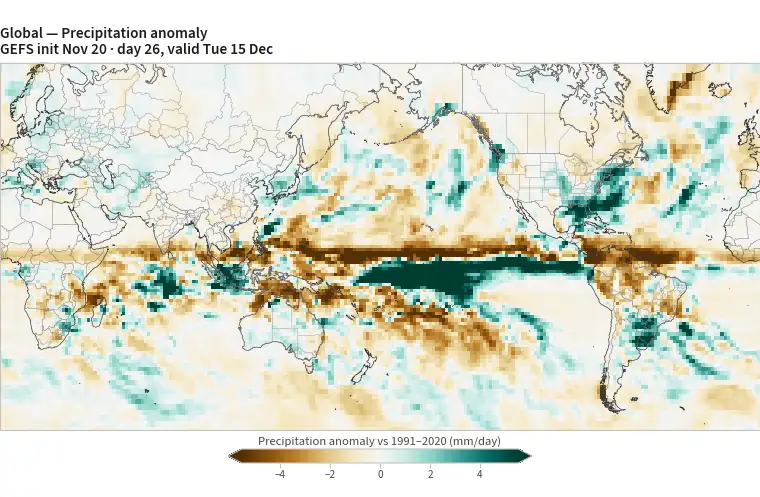 Global — Precipitation anomaly
GEFS init Nov 20 · day 26, valid Tue 15 Dec
Precipitation anomaly vs 1991–2020 (mm/day)
−4 −2 0 2 4